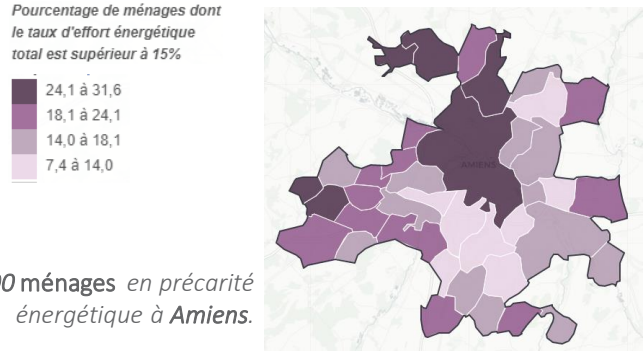 Pourcentage de ménages dont
le taux d'effort énergétique
total est supérieur à 15%
24,1 à 31,6
18,1 à 24,1
14,0 à 18,1
7,4 à 14,0
AMIENS
ménages en précarité
énergétique à Amiens.